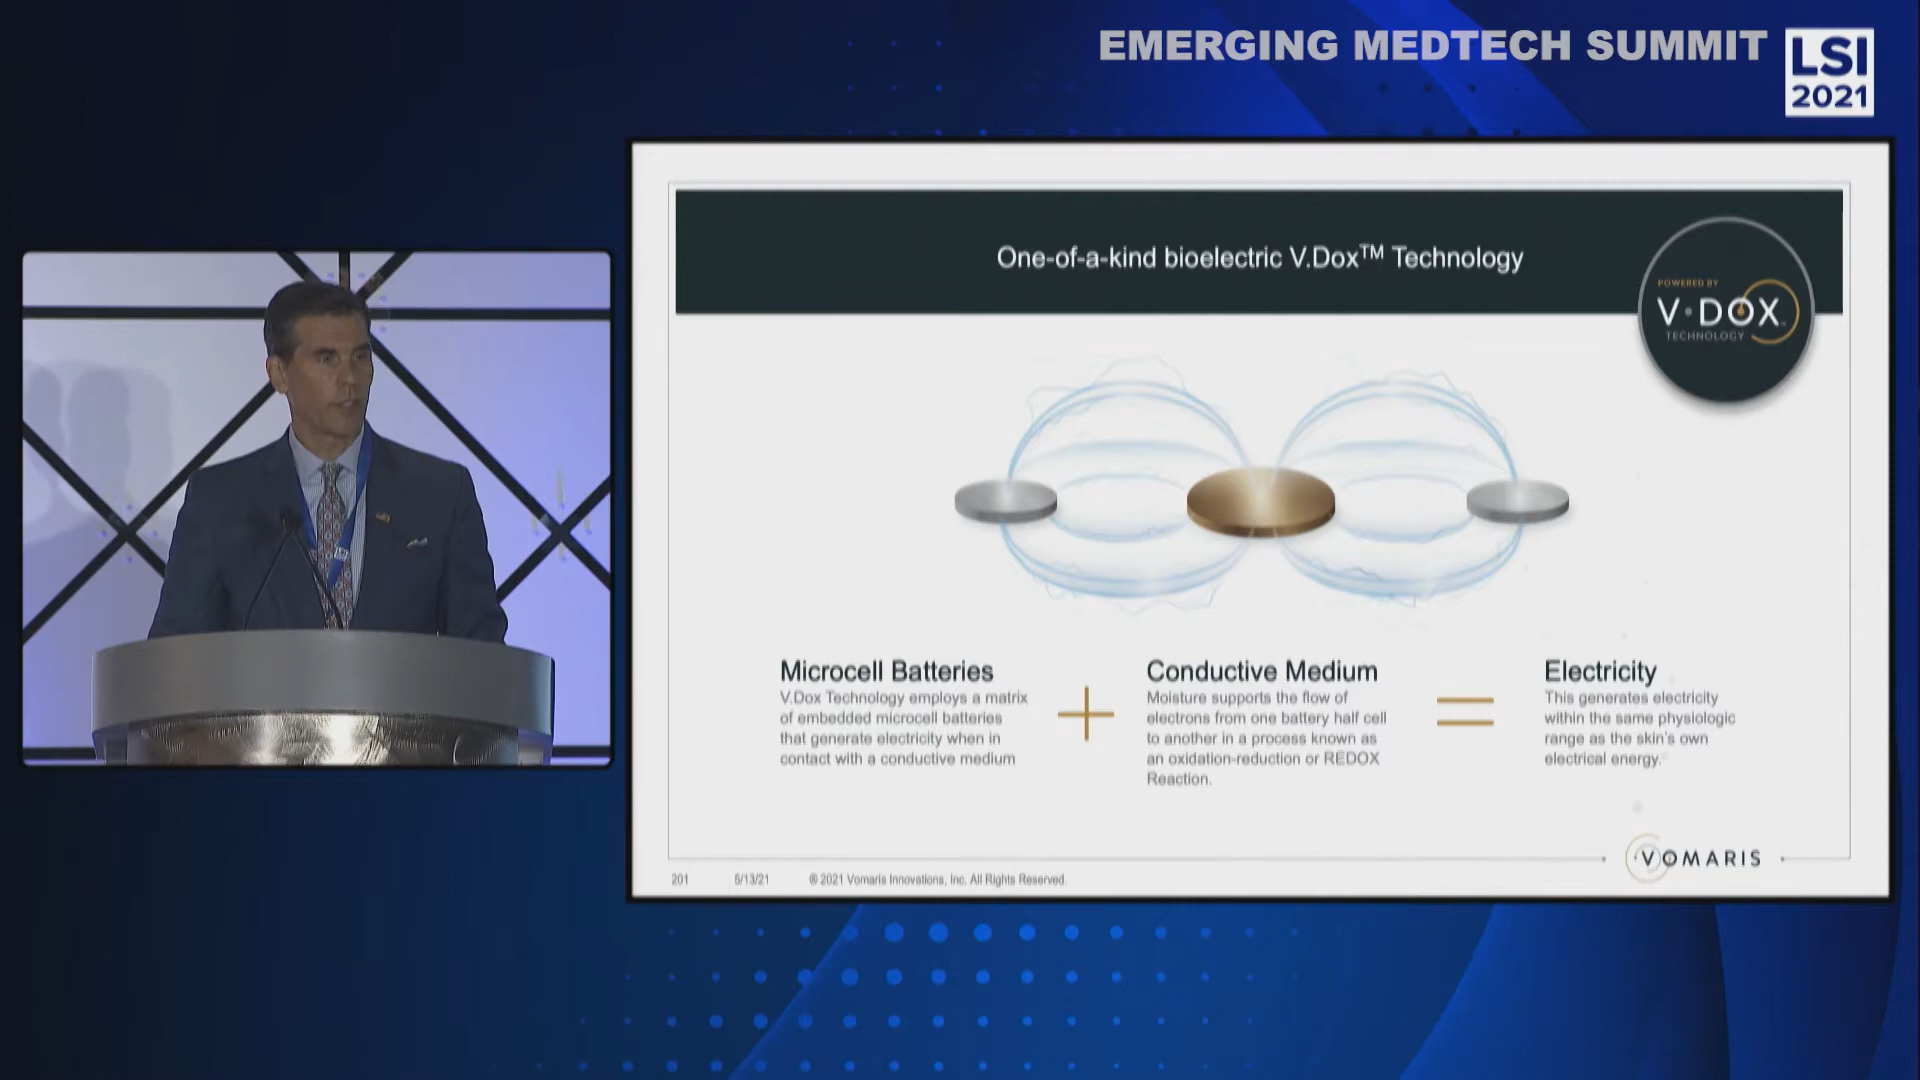 EMERGING MEDTECH SUMMIT
LSI
2021
One-of-a-kind bioelectric V.Dox™ Technology
POWERED BY
V·DOX™
TECHNOLOGY
Microcell Batteries
V.Dox Technology employs a matrix
of embedded microcell batteries
that generate electricity when in
contact with a conductive medium
+
Conductive Medium
Moisture supports the flow of
electrons from one battery half cell
to another in a process known as
an oxidation-reduction or REDOX
Reaction.
=
Electricity
This generates electricity
within the same physiologic
range as the skin's own
electrical energy.
VOMARIS
201 5/13/21 © 2021 Vomaris Innovations, Inc. All Rights Reserved.